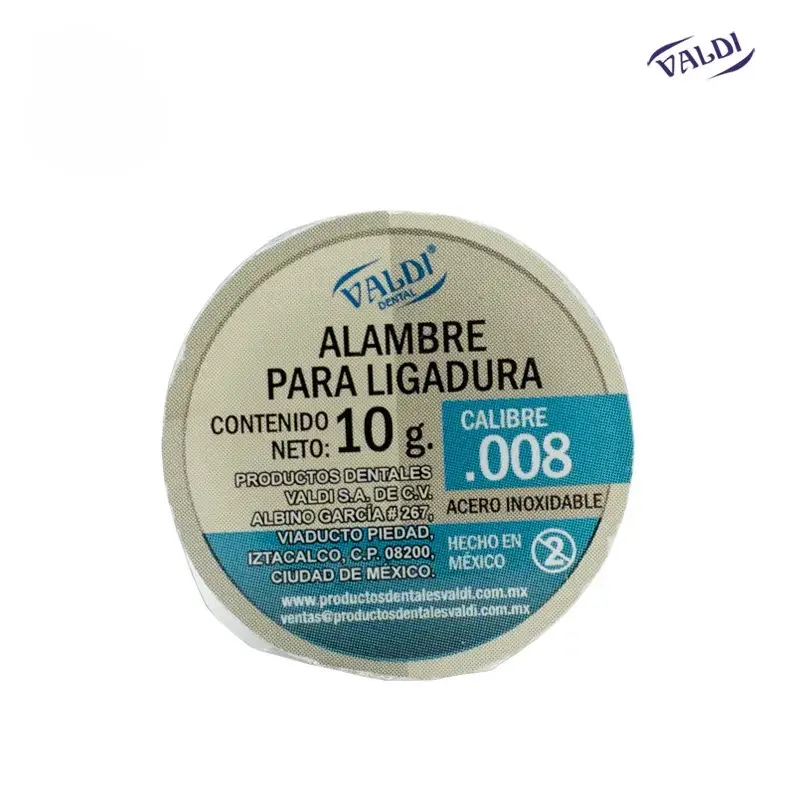 VALDI
VALDI®
DENTAL
ALAMBRE
PARA LIGADURA
CONTENIDO
NETO: 10 g.
CALIBRE
.008
ACERO INOXIDABLE
PRODUCTOS DENTALES
VALDI S.A. DE C.V.
ALBINO GARCÍA # 267,
VIADUCTO PIEDAD,
IZTACALCO, C.P. 08200,
CIUDAD DE MÉXICO.
HECHO EN
MÉXICO
2
www.productosdentalesvaldi.com.mx
ventas@productosdentalesvaldi.com.mx